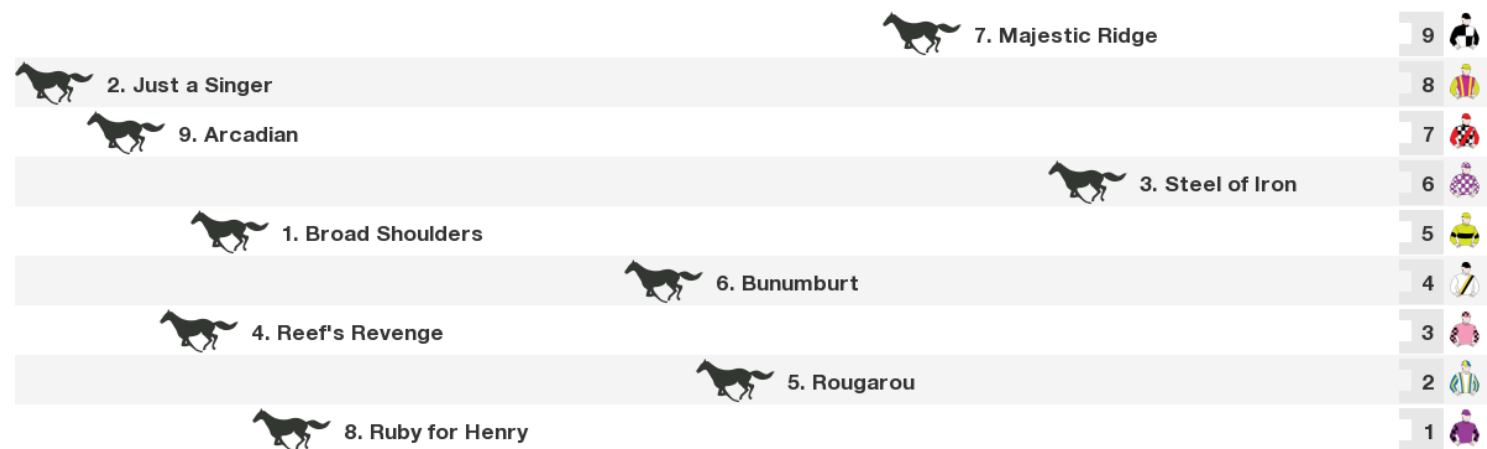 7. Majestic Ridge 9
2. Just a Singer 8
9. Arcadian 7
3. Steel of Iron 6
1. Broad Shoulders 5
6. Bunumburt 4
4. Reef's Revenge 3
5. Rougarou 2
8. Ruby for Henry 1